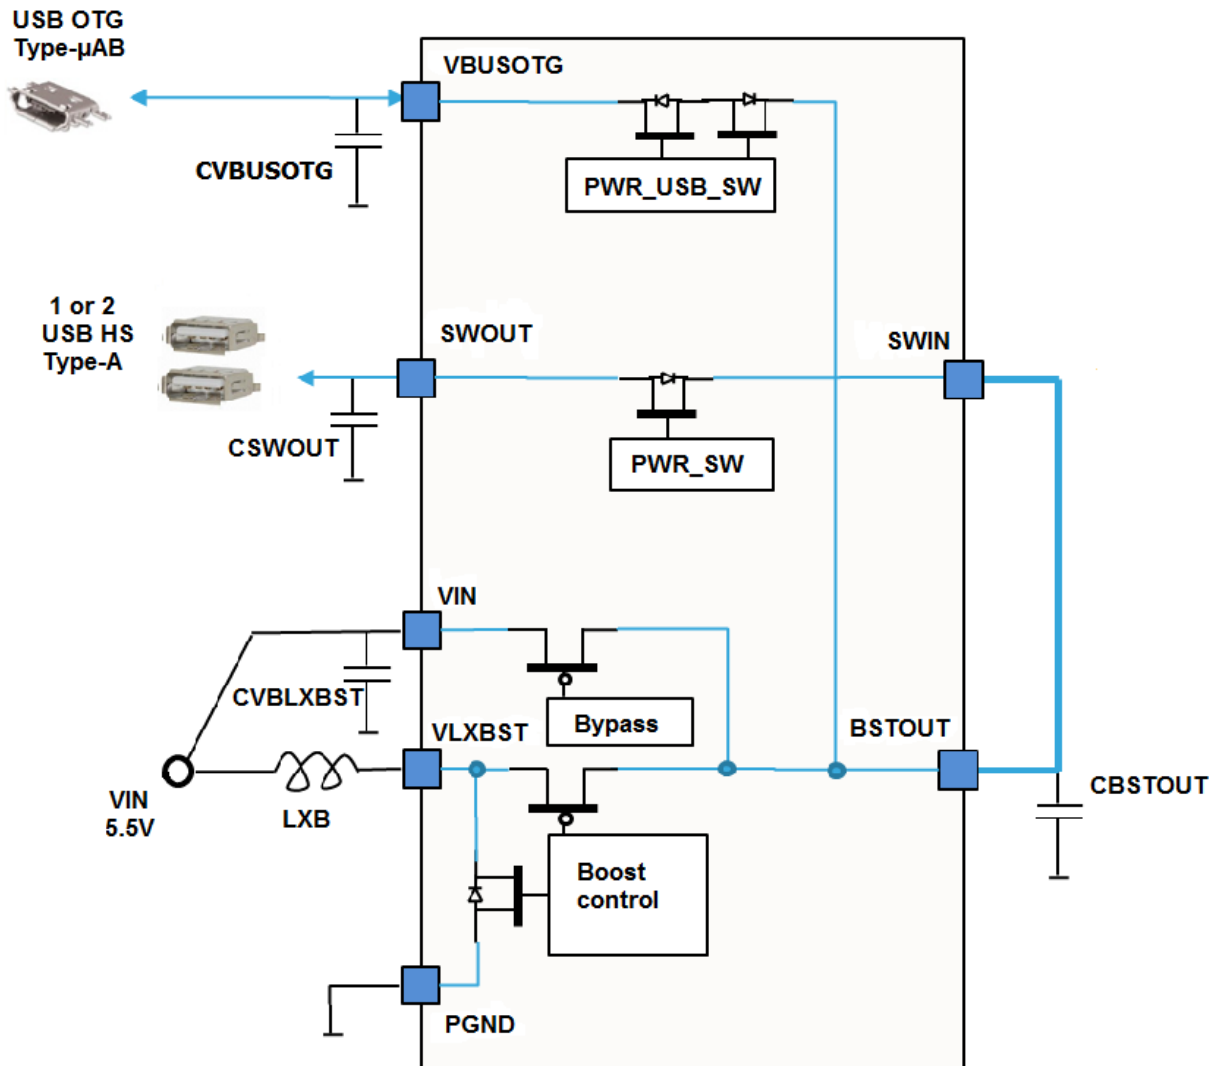 USB OTG
Type-µAB
VBUSOTG
CVBUSOTG
PWR_USB_SW
1 or 2
USB HS
Type-A
SWOUT
SWIN
CSWOUT
PWR_SW
VIN
CVBLXBST
Bypass
VLXBST
BSTOUT
VIN
5.5V
LXB
CBSTOUT
Boost
control
PGND